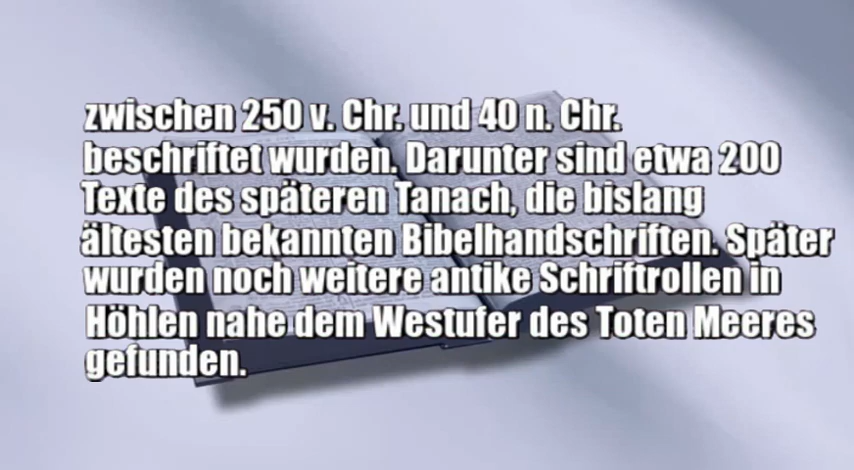 zwischen 250 v. Chr. und 40 n. Chr.
beschriftet wurden. Darunter sind etwa 200
Texte des späteren Tanach, die bislang
ältesten bekannten Bibelhandschriften. Später
wurden noch weitere antike Schriftrollen in
Höhlen nahe dem Westufer des Toten Meeres
gefunden.